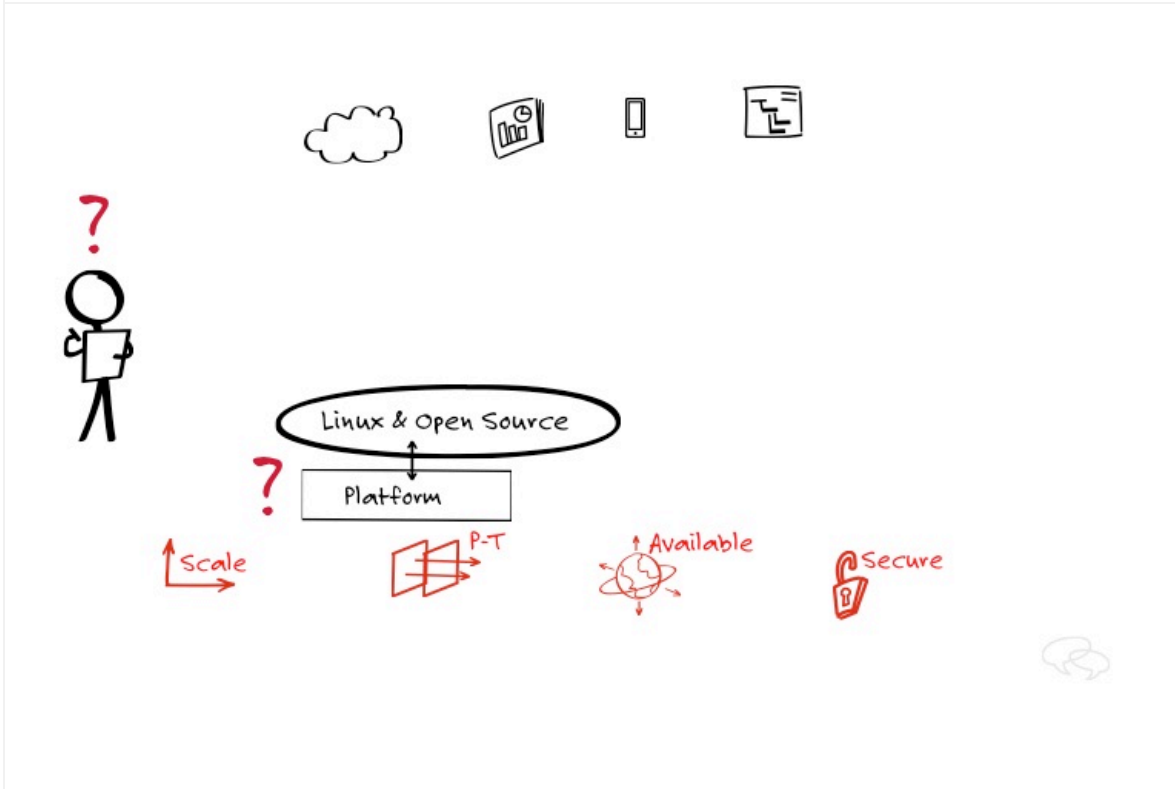 ?
Linux & Open Source
?
Platform
Scale
P-T
Available
Secure